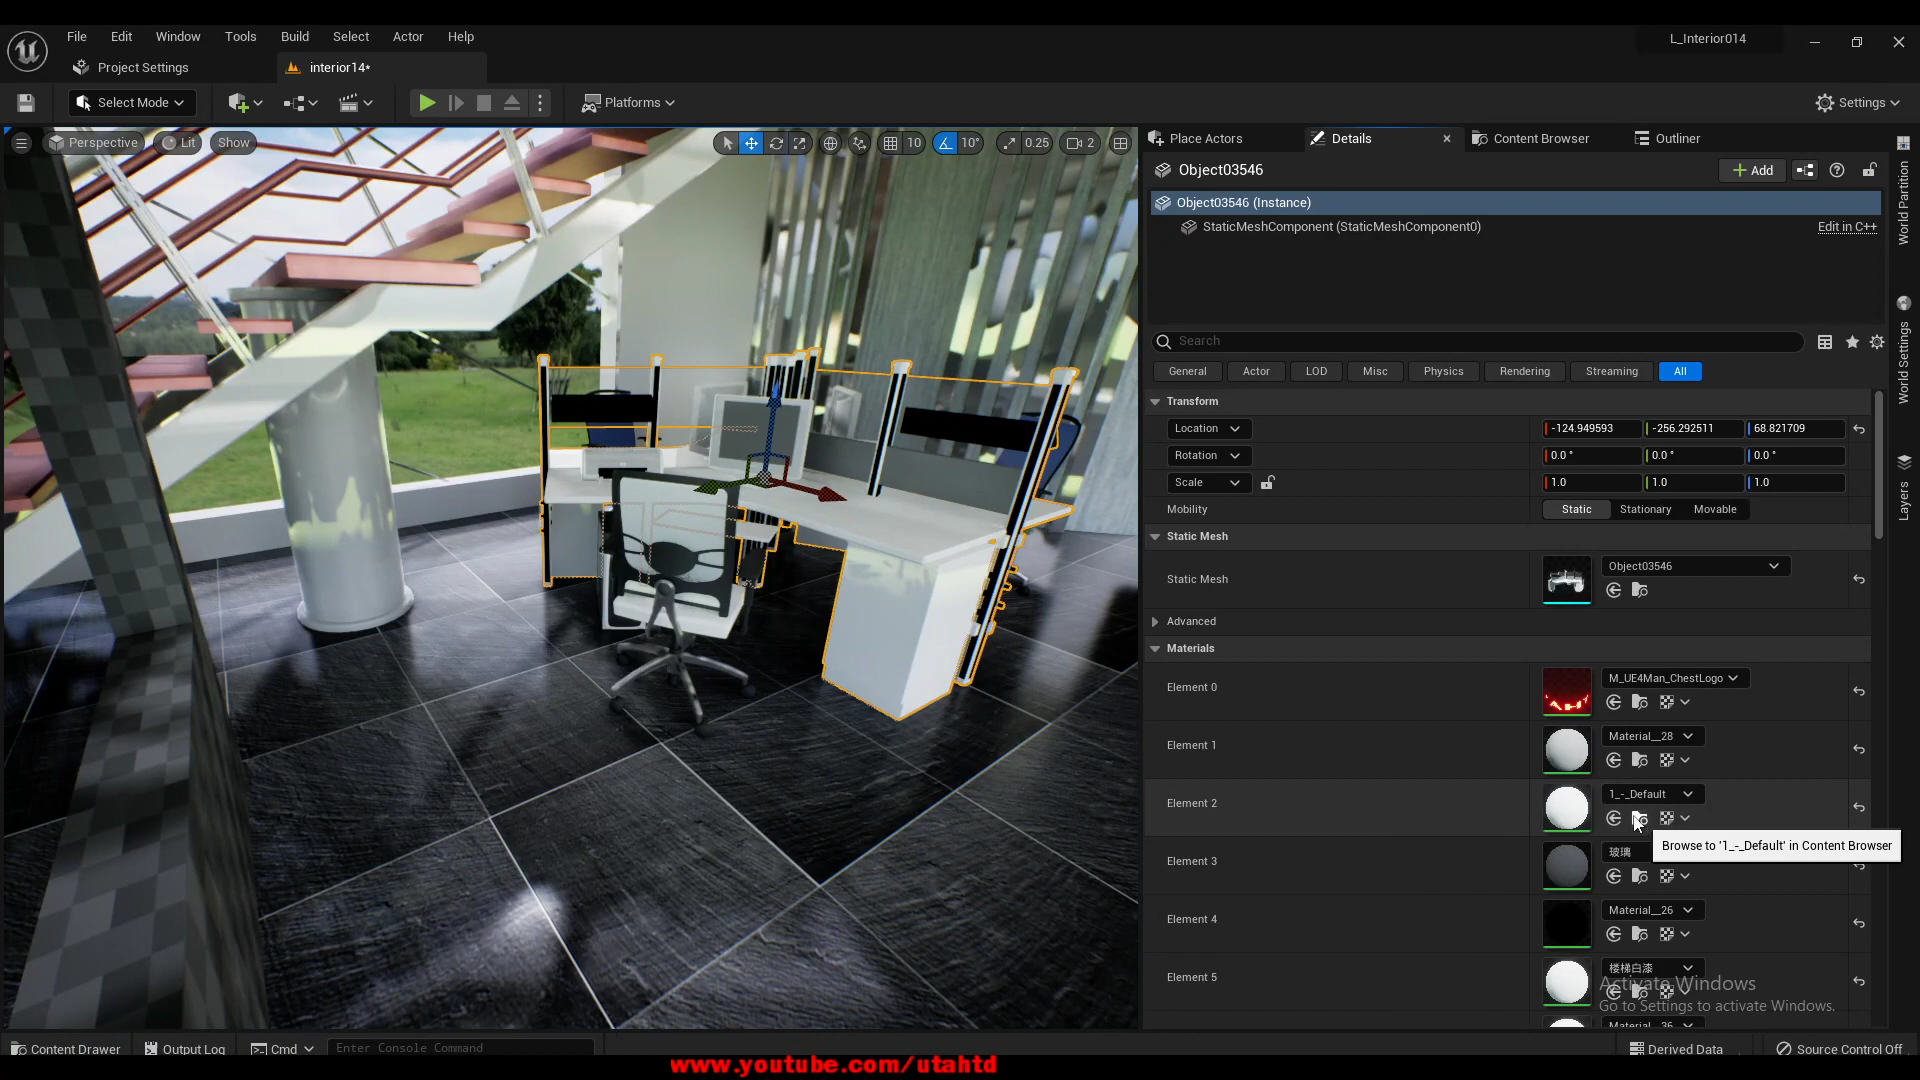 File Edit Window Tools Build Select Actor Help
L_Interior014
Project Settings
interior14*
Select Mode
Platforms
Settings
Perspective
Lit
Show
10
10°
0.25
2
Place Actors
Details
Content Browser
Outliner
Object03546
Add
Object03546 (Instance)
StaticMeshComponent (StaticMeshComponent0)
Edit in C++
Search
General Actor LOD Misc Physics Rendering Streaming All
Transform
Location
-124.949593 -256.292511 68.821709
Rotation
0.0 ° 0.0 ° 0.0 °
Scale
1.0 1.0 1.0
Mobility
Static Stationary Movable
Static Mesh
Static Mesh
Object03546
Advanced
Materials
Element 0
M_UE4Man_ChestLogo
Element 1
Material__28
Element 2
1_-_Default
Browse to '1_-_Default' in Content Browser
Element 3
玻璃
Element 4
Material__26
Element 5
楼梯白漆
Material__36
Activate Windows
Go to Settings to activate Windows.
World Partition
World Settings
Layers
Content Drawer
Output Log
Cmd
Enter Console Command
Derived Data
Source Control Off
www.youtube.com/utahtd